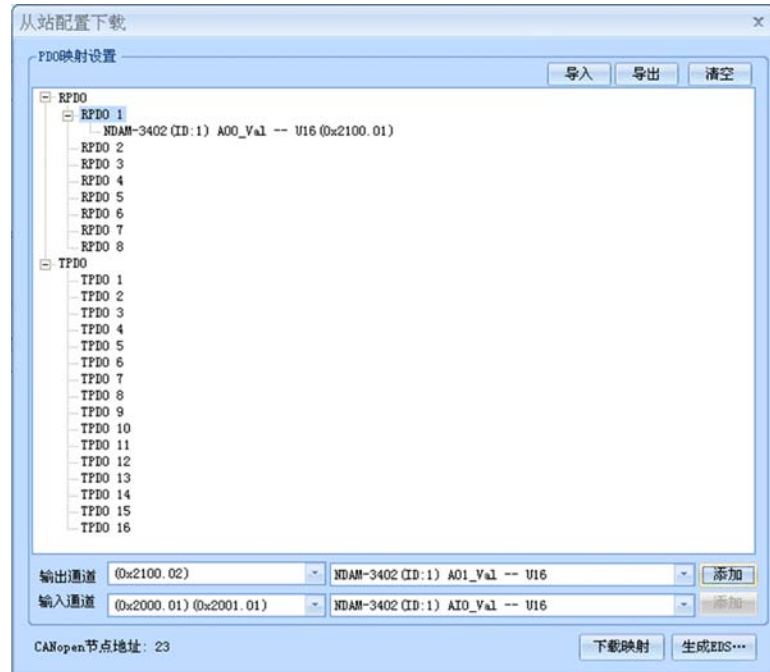 从站配置下载
PDO映射设置
导入 导出 清空
RPDO
RPDO 1
NDAM-3402(ID:1) AO0_Val -- U16(0x2100.01)
RPDO 2
RPDO 3
RPDO 4
RPDO 5
RPDO 6
RPDO 7
RPDO 8
TPDO
TPDO 1
TPDO 2
TPDO 3
TPDO 4
TPDO 5
TPDO 6
TPDO 7
TPDO 8
TPDO 9
TPDO 10
TPDO 11
TPDO 12
TPDO 13
TPDO 14
TPDO 15
TPDO 16
输出通道 (0x2100.02) NDAM-3402(ID:1) AO1_Val -- U16 添加
输入通道 (0x2000.01)(0x2001.01) NDAM-3402(ID:1) AI0_Val -- U16 添加
CANopen节点地址: 23 下载映射 生成EDS…